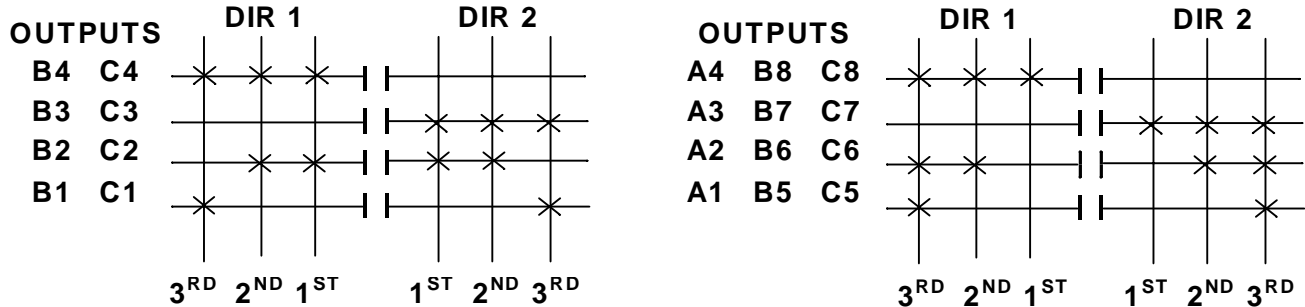 DIR 1 DIR 2
OUTPUTS
B4 C4
B3 C3
B2 C2
B1 C1
3RD 2ND 1ST 1ST 2ND 3RD
DIR 1 DIR 2
OUTPUTS
A4 B8 C8
A3 B7 C7
A2 B6 C6
A1 B5 C5
3RD 2ND 1ST 1ST 2ND 3RD